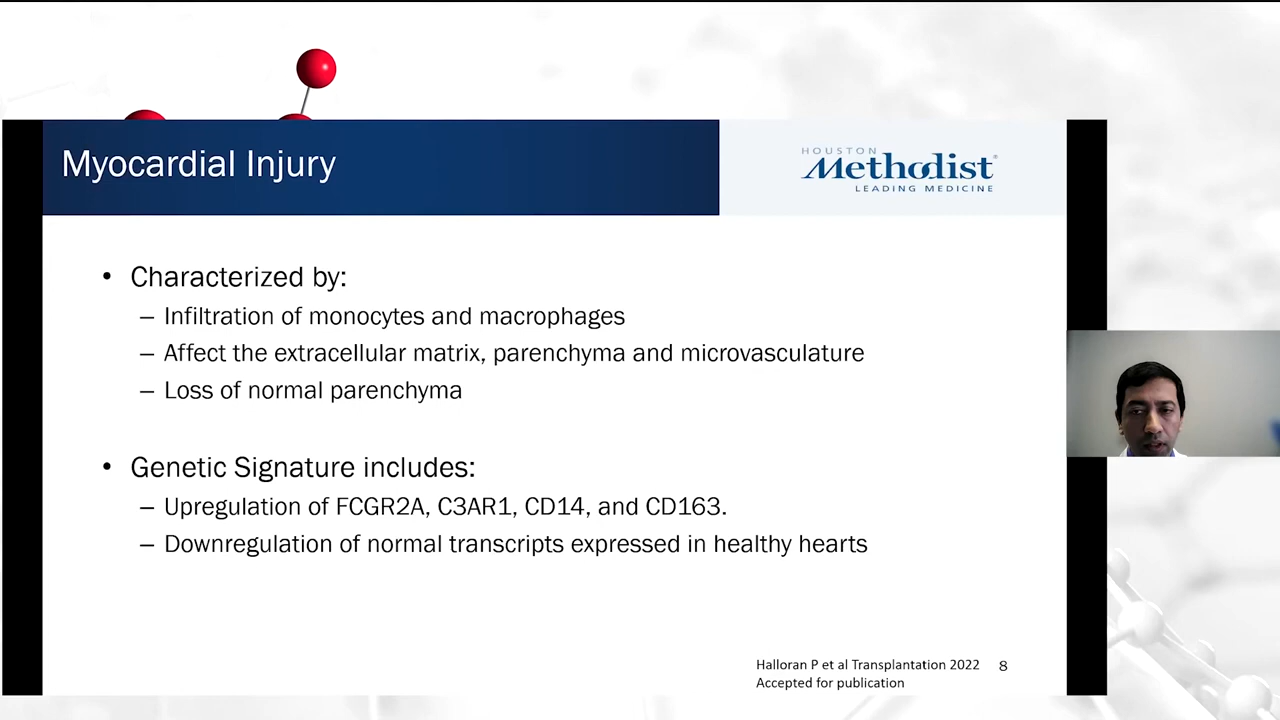 Myocardial Injury
HOUSTON
Methodist®
LEADING MEDICINE
• Characterized by:
– Infiltration of monocytes and macrophages
– Affect the extracellular matrix, parenchyma and microvasculature
– Loss of normal parenchyma
• Genetic Signature includes:
– Upregulation of FCGR2A, C3AR1, CD14, and CD163.
– Downregulation of normal transcripts expressed in healthy hearts
Halloran P et al Transplantation 2022 8
Accepted for publication